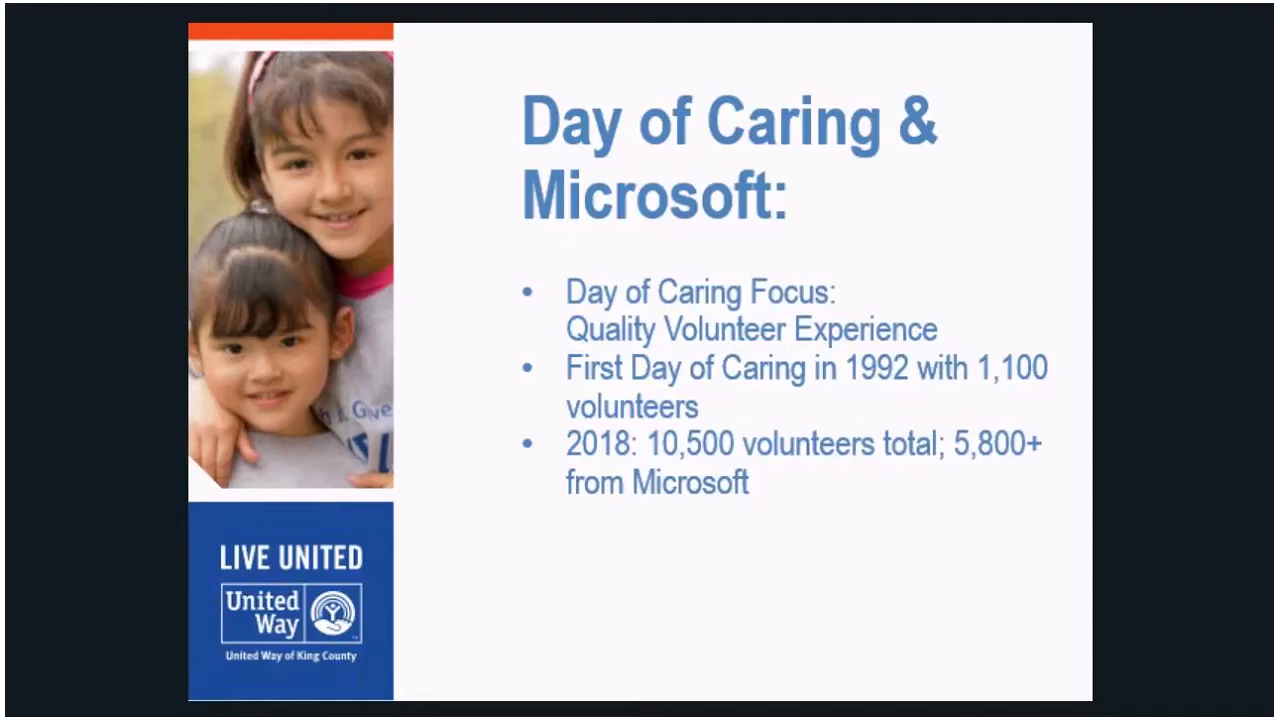 Day of Caring &
Microsoft:
• Day of Caring Focus:
Quality Volunteer Experience
• First Day of Caring in 1992 with 1,100
volunteers
• 2018: 10,500 volunteers total; 5,800+
from Microsoft
LIVE UNITED
United
Way
United Way of King County